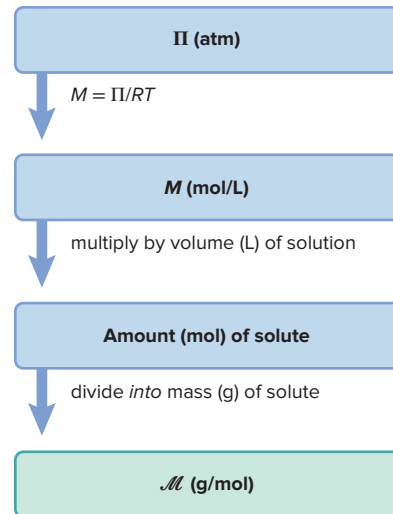 Π (atm)
M = Π/RT
M (mol/L)
multiply by volume (L) of solution
Amount (mol) of solute
divide into mass (g) of solute
ℳ (g/mol)